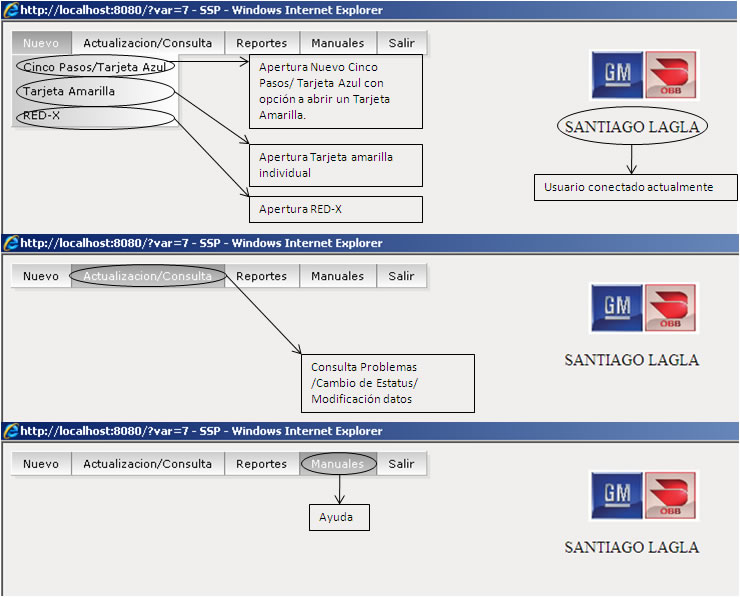 http://localhost:8080/?var=7 - SSP - Windows Internet Explorer
Nuevo Actualizacion/Consulta Reportes Manuales Salir
Cinco Pasos/Tarjeta Azul
Tarjeta Amarilla
RED-X
Apertura Nuevo Cinco
Pasos/ Tarjeta Azul con
opción a abrir un Tarjeta
Amarilla.
Apertura Tarjeta amarilla
individual
Apertura RED-X
GM
OBB
SANTIAGO LAGLA
Usuario conectado actualmente
http://localhost:8080/?var=7 - SSP - Windows Internet Explorer
Nuevo Actualizacion/Consulta Reportes Manuales Salir
Consulta Problemas
/Cambio de Estatus/
Modificación datos
GM
OBB
SANTIAGO LAGLA
http://localhost:8080/?var=7 - SSP - Windows Internet Explorer
Nuevo Actualizacion/Consulta Reportes Manuales Salir
Ayuda
GM
OBB
SANTIAGO LAGLA